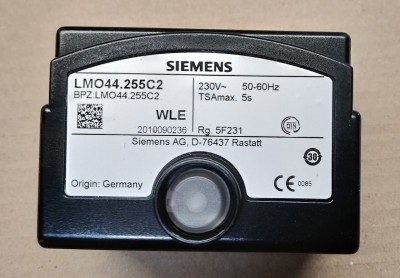 SIEMENS
LMO44.255C2
BPZ:LMO44.255C2
230V~ 50-60Hz
TSAmax. 5s
WLE
2010090236
Rg. 5F231
Siemens AG, D-76437 Rastatt
30
Origin: Germany
CE 0085